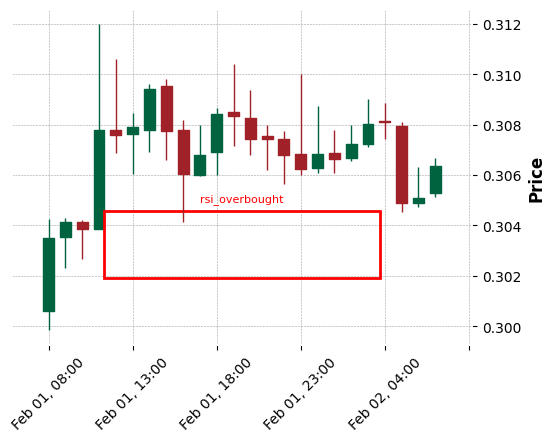 0.312
0.310
0.308
0.306
0.304
0.302
0.300
Price
rsi_overbought
Feb 01, 08:00
Feb 01, 13:00
Feb 01, 18:00
Feb 01, 23:00
Feb 02, 04:00